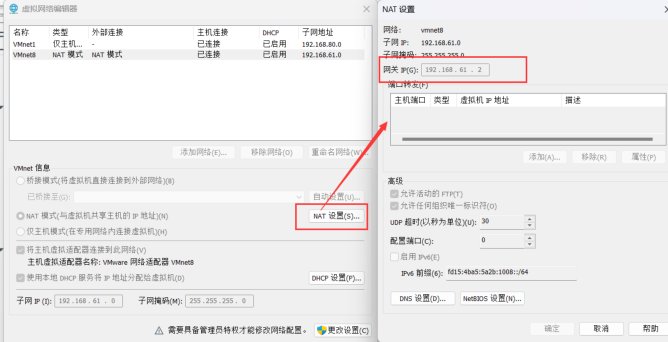 虚拟网络编辑器
名称 类型 外部连接 主机连接 DHCP 子网地址
VMnet1 仅主机... - 已连接 已启用 192.168.80.0
VMnet8 NAT 模式 NAT 模式 已连接 已启用 192.168.61.0
添加网络(E)... 移除网络(O) 重命名网络(W)...
VMnet 信息
桥接模式(将虚拟机直接连接到外部网络)(B)
已桥接至(G): 自动设置(U)...
NAT 模式(与虚拟机共享主机的 IP 地址)(N) NAT 设置(S)...
仅主机模式(在专用网络内连接虚拟机)(H)
将主机虚拟适配器连接到此网络(V)
主机虚拟适配器名称: VMware 网络适配器 VMnet8
使用本地 DHCP 服务将 IP 地址分配给虚拟机(D) DHCP 设置(P)...
子网 IP (I): 192.168.61.0 子网掩码(M): 255.255.255.0
需要具备管理员特权才能修改网络配置。 更改设置(C)
NAT 设置
网络: vmnet8
子网 IP: 192.168.61.0
子网掩码: 255.255.255.0
网关 IP(G): 192.168.61.2
端口转发(F)
主机端口 类型 虚拟机 IP 地址 描述
添加(A)... 移除(R) 属性(P)
高级
允许活动的 FTP(T)
允许任何组织唯一标识符(O)
UDP 超时(以秒为单位)(U): 30
配置端口(C): 0
启用 IPv6(E)
IPv6 前缀(6): fd15:4ba5:5a2b:1008::/64
DNS 设置(D)... NetBIOS 设置(N)...
确定 取消 帮助